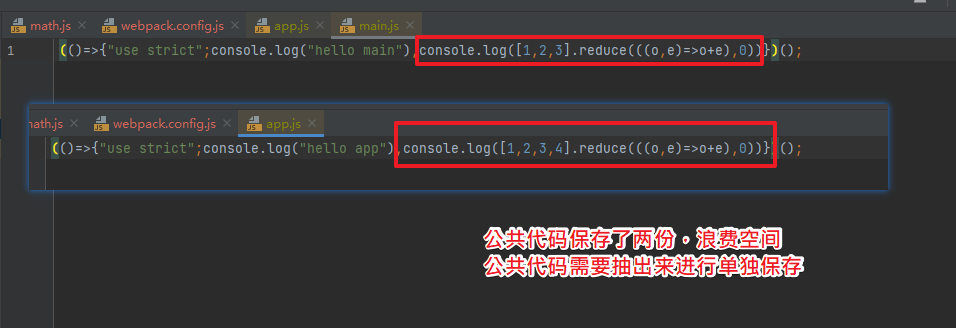 math.js × webpack.config.js × app.js × main.js ×
1 (()=>{"use strict";console.log("hello main"),console.log([1,2,3].reduce(((o,e)=>o+e),0))})();
math.js × webpack.config.js × app.js ×
(()=>{"use strict";console.log("hello app"),console.log([1,2,3,4].reduce(((o,e)=>o+e),0))})();
公共代码保存了两份，浪费空间
公共代码需要抽出来进行单独保存